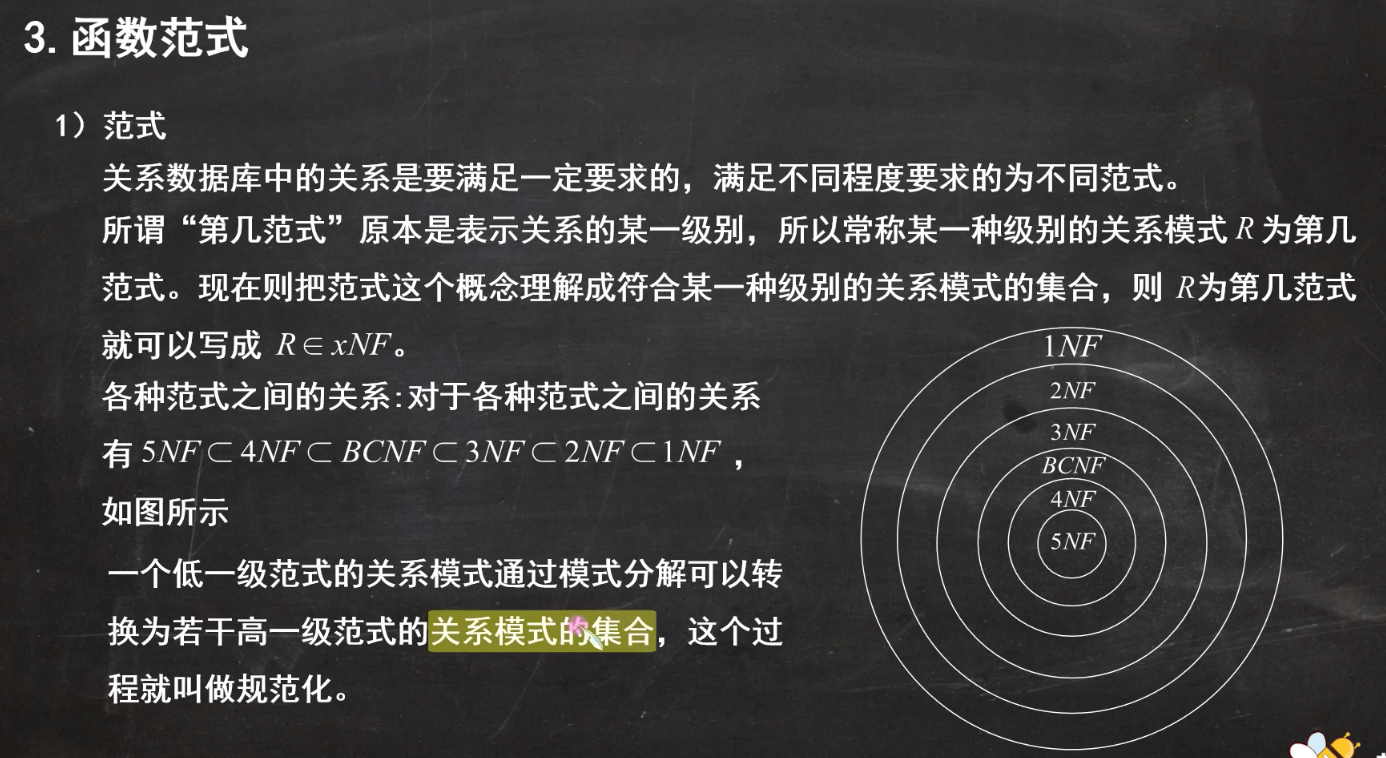 3. 函数范式
1）范式
关系数据库中的关系是要满足一定要求的，满足不同程度要求的为不同范式。
所谓“第几范式”原本是表示关系的某一级别，所以常称某一种级别的关系模式 R 为第几
范式。现在则把范式这个概念理解成符合某一种级别的关系模式的集合，则 R为第几范式
就可以写成 R∈xNF。
各种范式之间的关系:对于各种范式之间的关系
有 5NF⊂4NF⊂BCNF⊂3NF⊂2NF⊂1NF ，
如图所示
一个低一级范式的关系模式通过模式分解可以转
换为若干高一级范式的关系模式的集合，这个过
程就叫做规范化。
1NF
2NF
3NF
BCNF
4NF
5NF